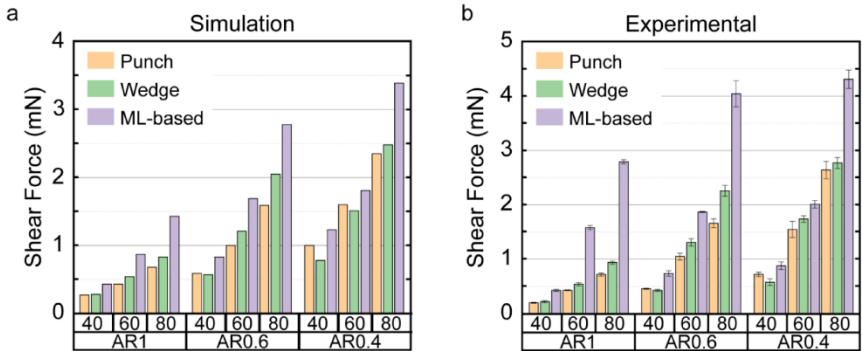 a
Simulation
Shear Force (mN)
4
3
2
1
0
Punch
Wedge
ML-based
40 60 80 40 60 80 40 60 80
AR1 AR0.6 AR0.4
b
Experimental
Shear Force (mN)
5
4
3
2
1
0
Punch
Wedge
ML-based
40 60 80 40 60 80 40 60 80
AR1 AR0.6 AR0.4